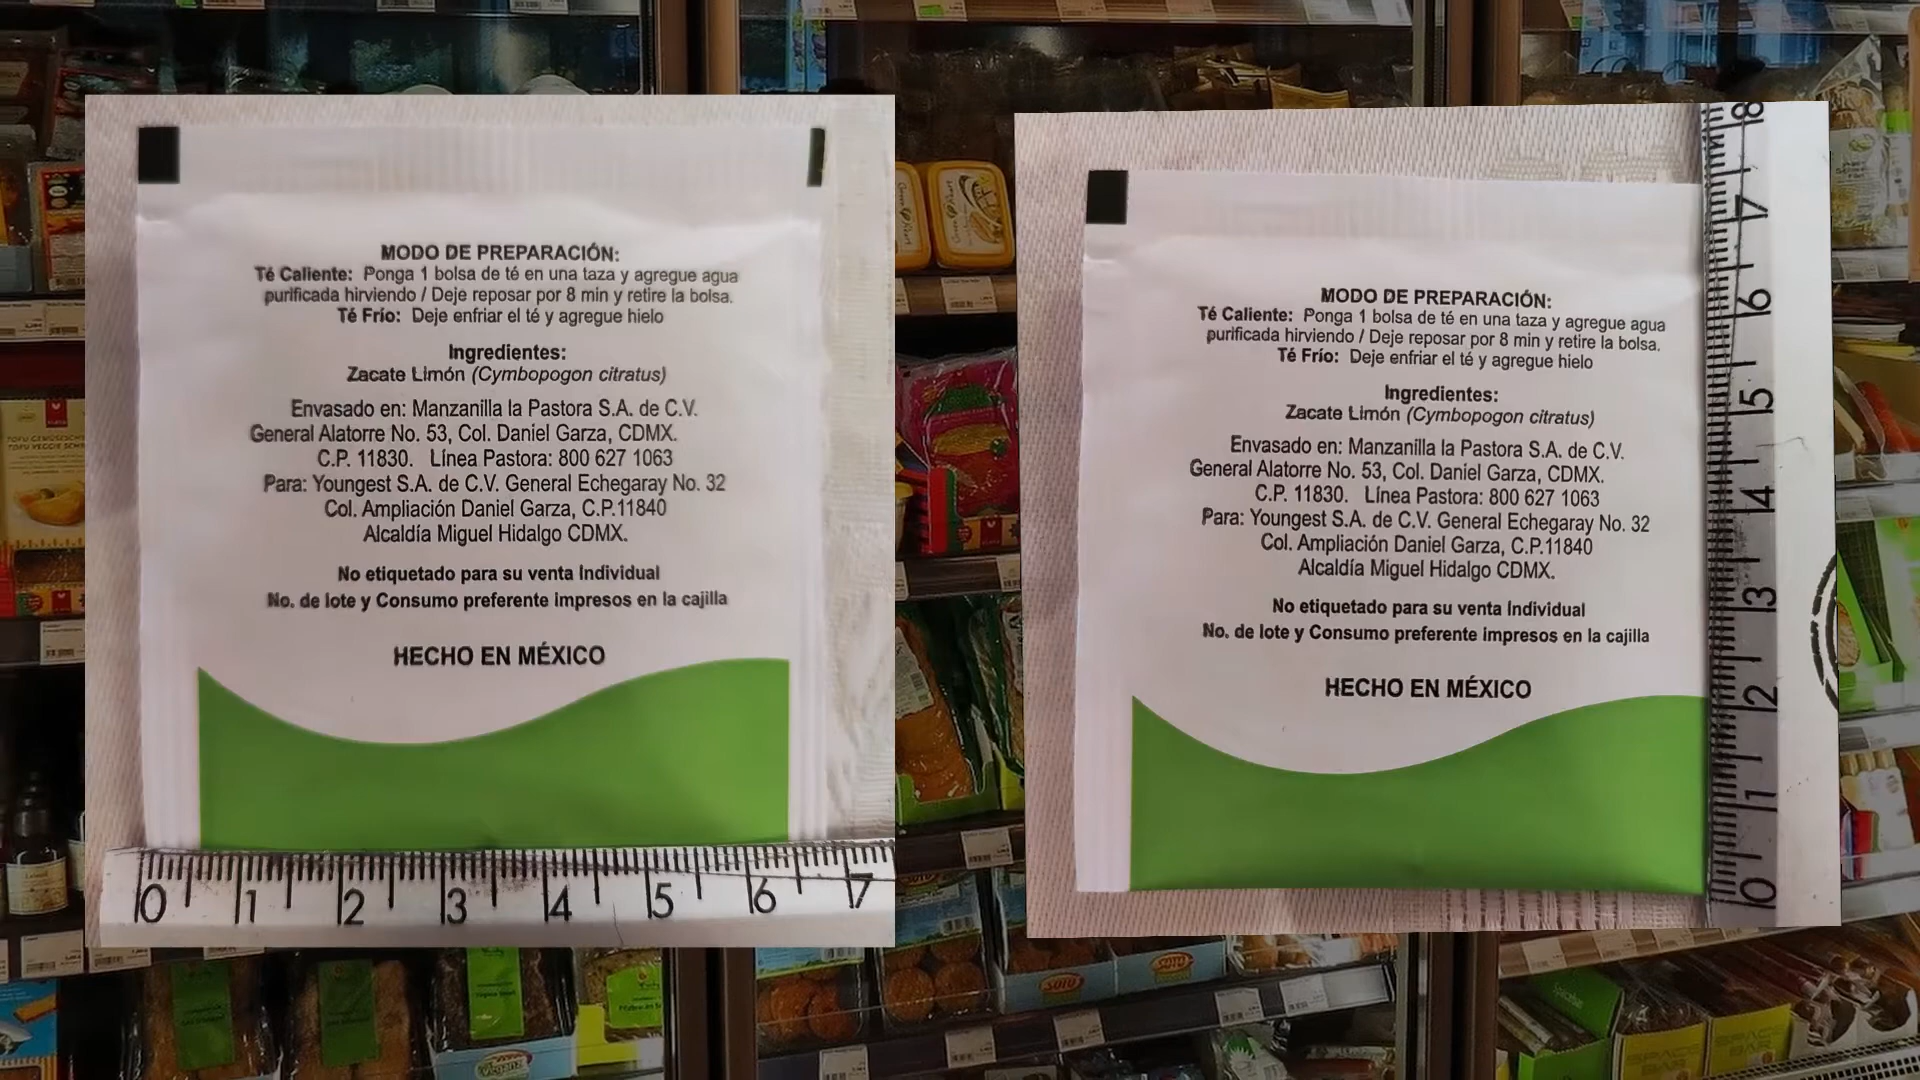 MODO DE PREPARACIÓN:
Té Caliente: Ponga 1 bolsa de té en una taza y agregue agua
purificada hirviendo / Deje reposar por 8 min y retire la bolsa.
Té Frío: Deje enfriar el té y agregue hielo
Ingredientes:
Zacate Limón (Cymbopogon citratus)
Envasado en: Manzanilla la Pastora S.A. de C.V.
General Alatorre No. 53, Col. Daniel Garza, CDMX.
C.P. 11830. Línea Pastora: 800 627 1063
Para: Youngest S.A. de C.V. General Echegaray No. 32
Col. Ampliación Daniel Garza, C.P.11840
Alcaldía Miguel Hidalgo CDMX.
No etiquetado para su venta Individual
No. de lote y Consumo preferente impresos en la cajilla
HECHO EN MÉXICO
0 1 2 3 4 5 6 7
MODO DE PREPARACIÓN:
Té Caliente: Ponga 1 bolsa de té en una taza y agregue agua
purificada hirviendo / Deje reposar por 8 min y retire la bolsa.
Té Frío: Deje enfriar el té y agregue hielo
Ingredientes:
Zacate Limón (Cymbopogon citratus)
Envasado en: Manzanilla la Pastora S.A. de C.V.
General Alatorre No. 53, Col. Daniel Garza, CDMX.
C.P. 11830. Línea Pastora: 800 627 1063
Para: Youngest S.A. de C.V. General Echegaray No. 32
Col. Ampliación Daniel Garza, C.P.11840
Alcaldía Miguel Hidalgo CDMX.
No etiquetado para su venta Individual
No. de lote y Consumo preferente impresos en la cajilla
HECHO EN MÉXICO
8
7
6
5
4
3
2
1
0
SOTO
SOTO
SPACE BAR